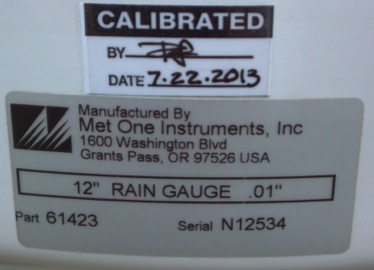 CALIBRATED
BY
DATE 7.22.2013
Manufactured By
Met One Instruments, Inc
1600 Washington Blvd
Grants Pass, OR 97526 USA
12" RAIN GAUGE .01"
Part 61423 Serial N12534